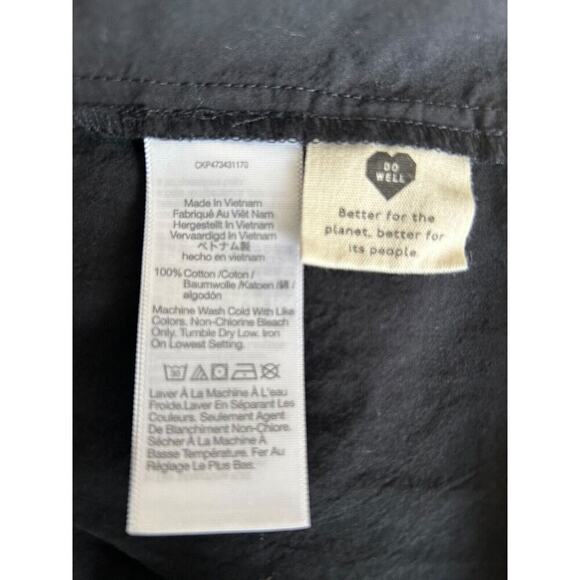 CKP473431170
Made In Vietnam
Fabriqué Au Viêt Nam
Hergestellt In Vietnam
Vervaardigd In Vietnam
ベトナム製
hecho en vietnam
100% Cotton /Coton /
Baumwolle /Katoen /綿 /
algodón
Machine Wash Cold With Like
Colors. Non-Chlorine Bleach
Only. Tumble Dry Low. Iron
On Lowest Setting.
30
Laver À La Machine À L'eau
Froide.Laver En Séparant Les
Couleurs. Seulement Agent
De Blanchiment Non-Chlore.
Sécher À La Machine À
Basse Température. Fer Au
Réglage Le Plus Bas.
DO
WELL
Better for the
planet, better for
its people.